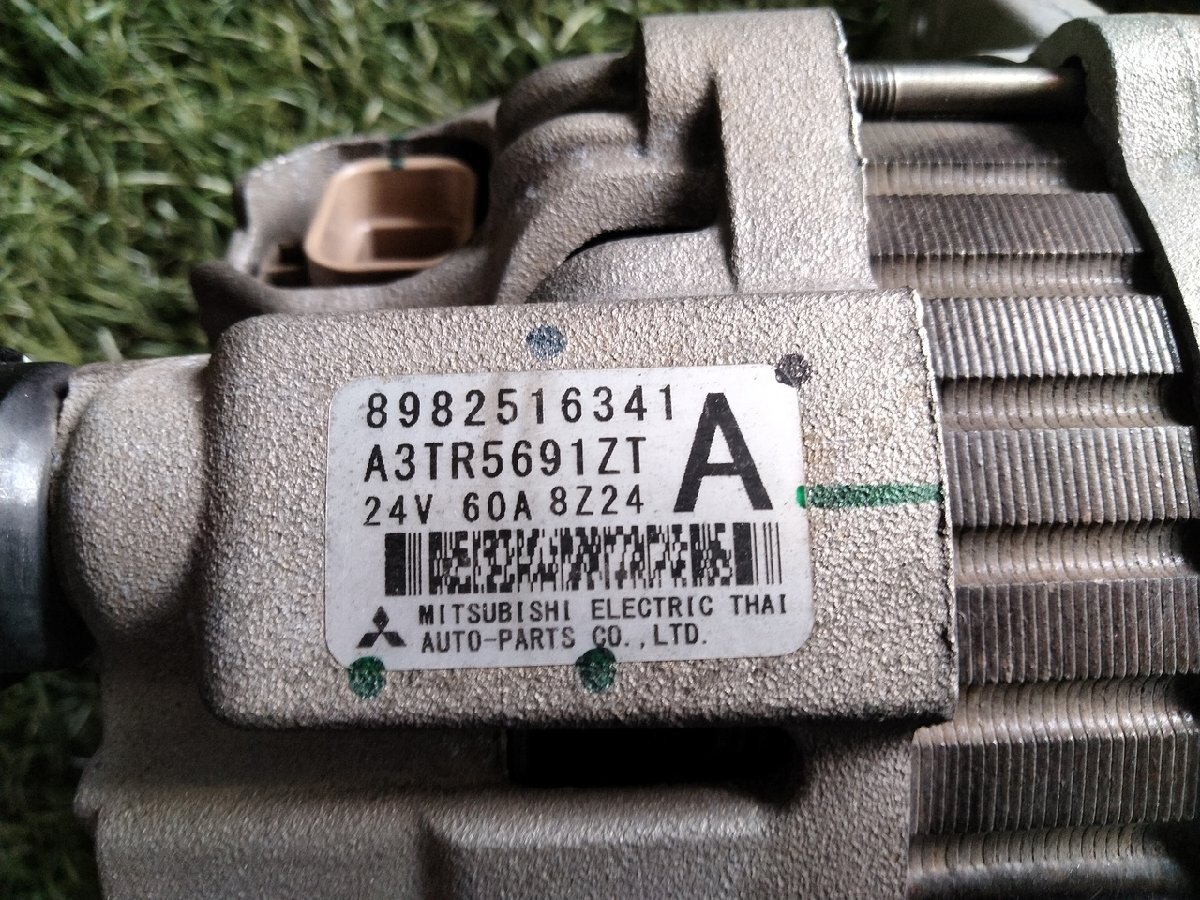 8982516341
A
A3TR5691ZT
24V 60A 8Z24
MITSUBISHI ELECTRIC THAI
AUTO-PARTS CO.,LTD.